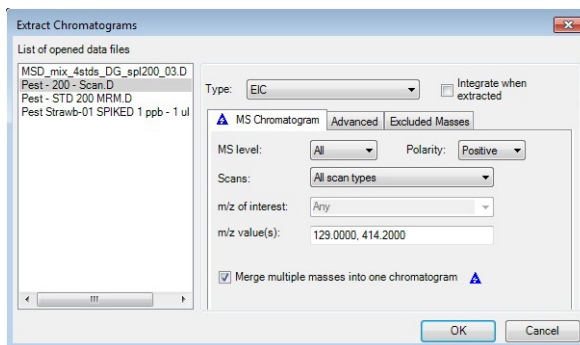 Extract Chromatograms
List of opened data files
MSD_mix_4stds_DG_spl200_03.D
Pest - 200 - Scan.D
Pest - STD 200 MRM.D
Pest Strawb-01 SPIKED 1 ppb - 1 ul
Type: EIC
Integrate when
extracted
MS Chromatogram Advanced Excluded Masses
MS level: All Polarity: Positive
Scans: All scan types
m/z of interest: Any
m/z value(s): 129.0000, 414.2000
Merge multiple masses into one chromatogram
OK Cancel